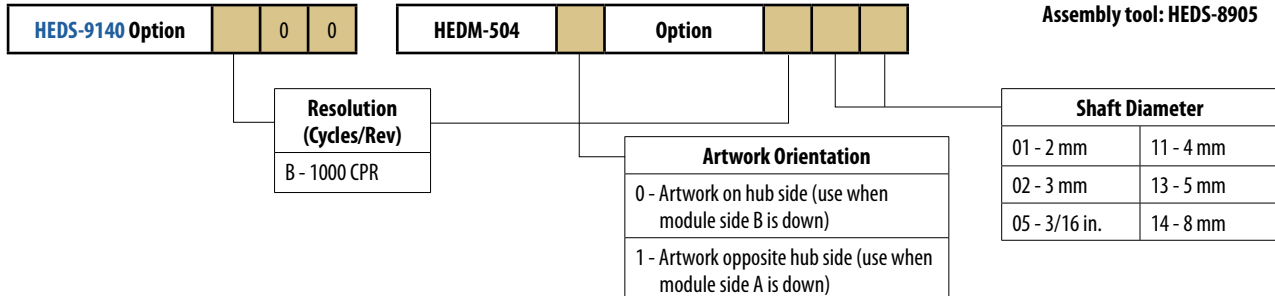 Assembly tool: HEDS-8905
HEDS-9140 Option 0 0
HEDM-504 Option
Resolution
(Cycles/Rev)
B - 1000 CPR
Artwork Orientation
0 - Artwork on hub side (use when
module side B is down)
1 - Artwork opposite hub side (use when
module side A is down)
Shaft Diameter
01 - 2 mm 11 - 4 mm
02 - 3 mm 13 - 5 mm
05 - 3/16 in. 14 - 8 mm